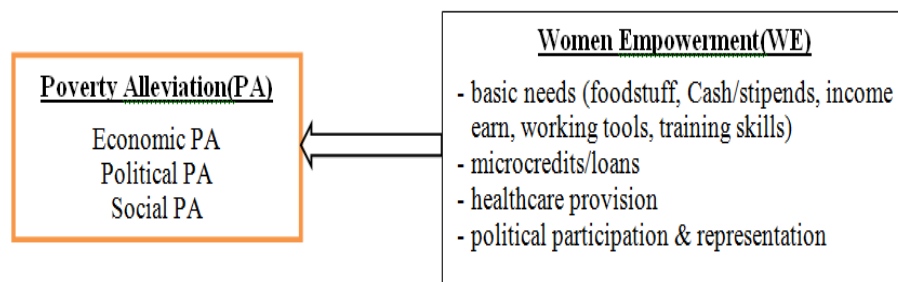 Poverty Alleviation(PA)
Economic PA
Political PA
Social PA
Women Empowerment(WE)
- basic needs (foodstuff, Cash/stipends, income
earn, working tools, training skills)
- microcredits/loans
- healthcare provision
- political participation & representation